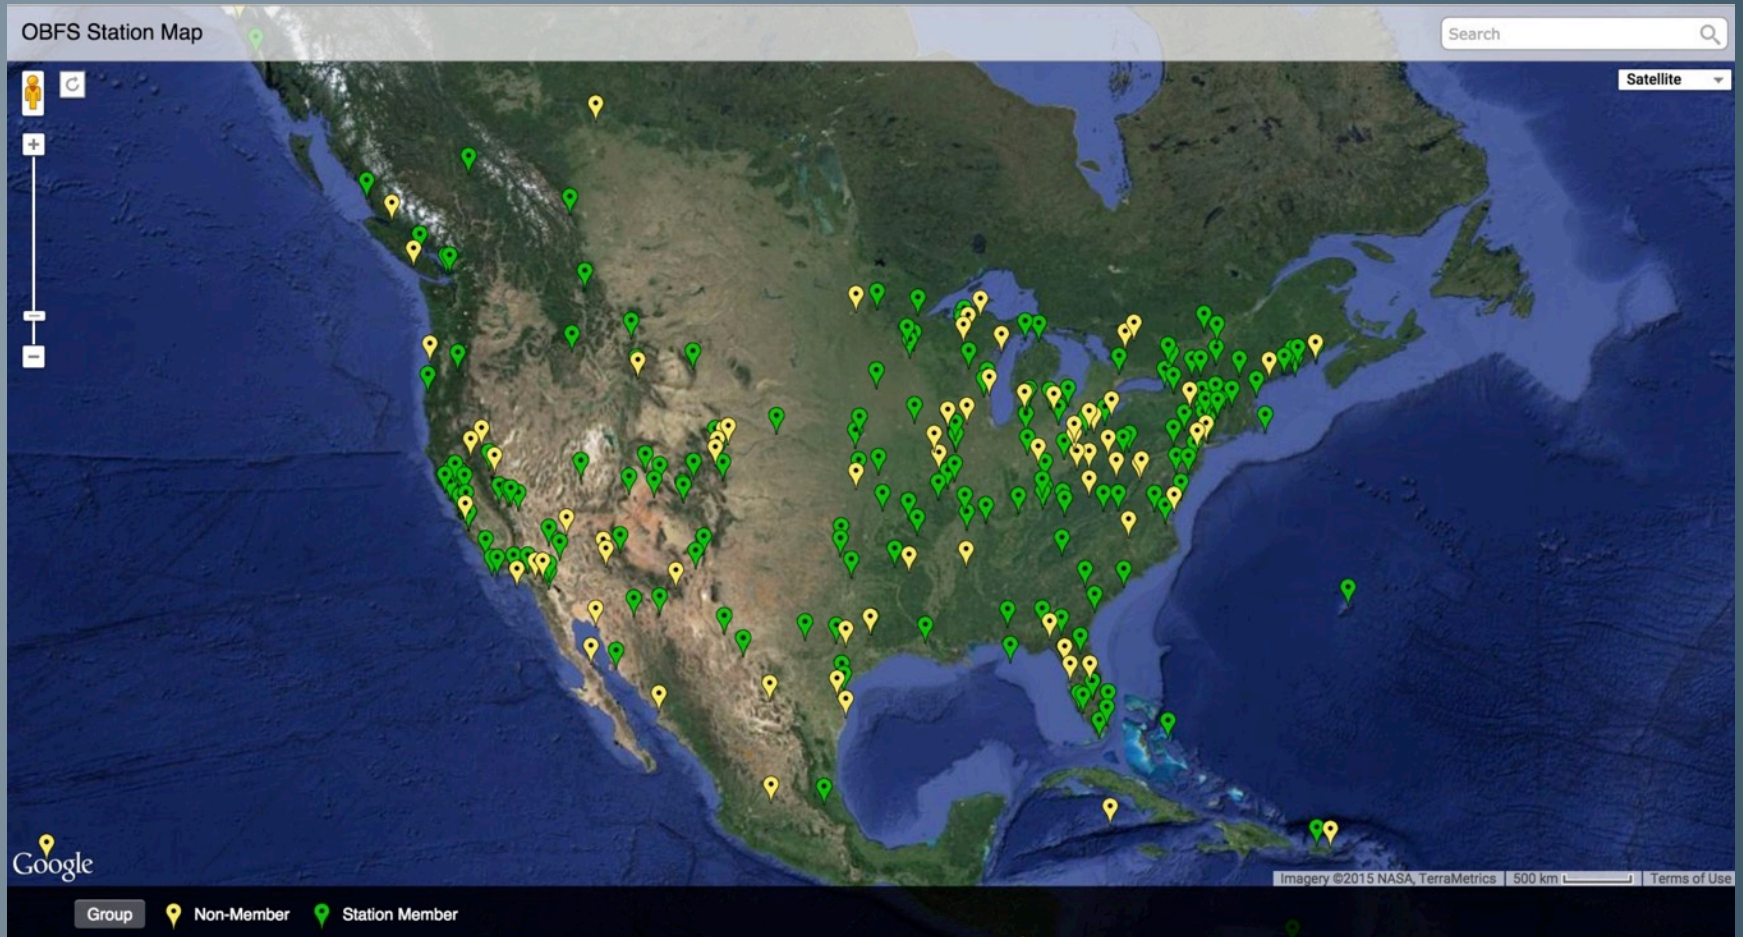 OBFS Station Map
Search
Satellite
Google
Imagery ©2015 NASA, TerraMetrics
500 km
Terms of Use
Group
Non-Member
Station Member